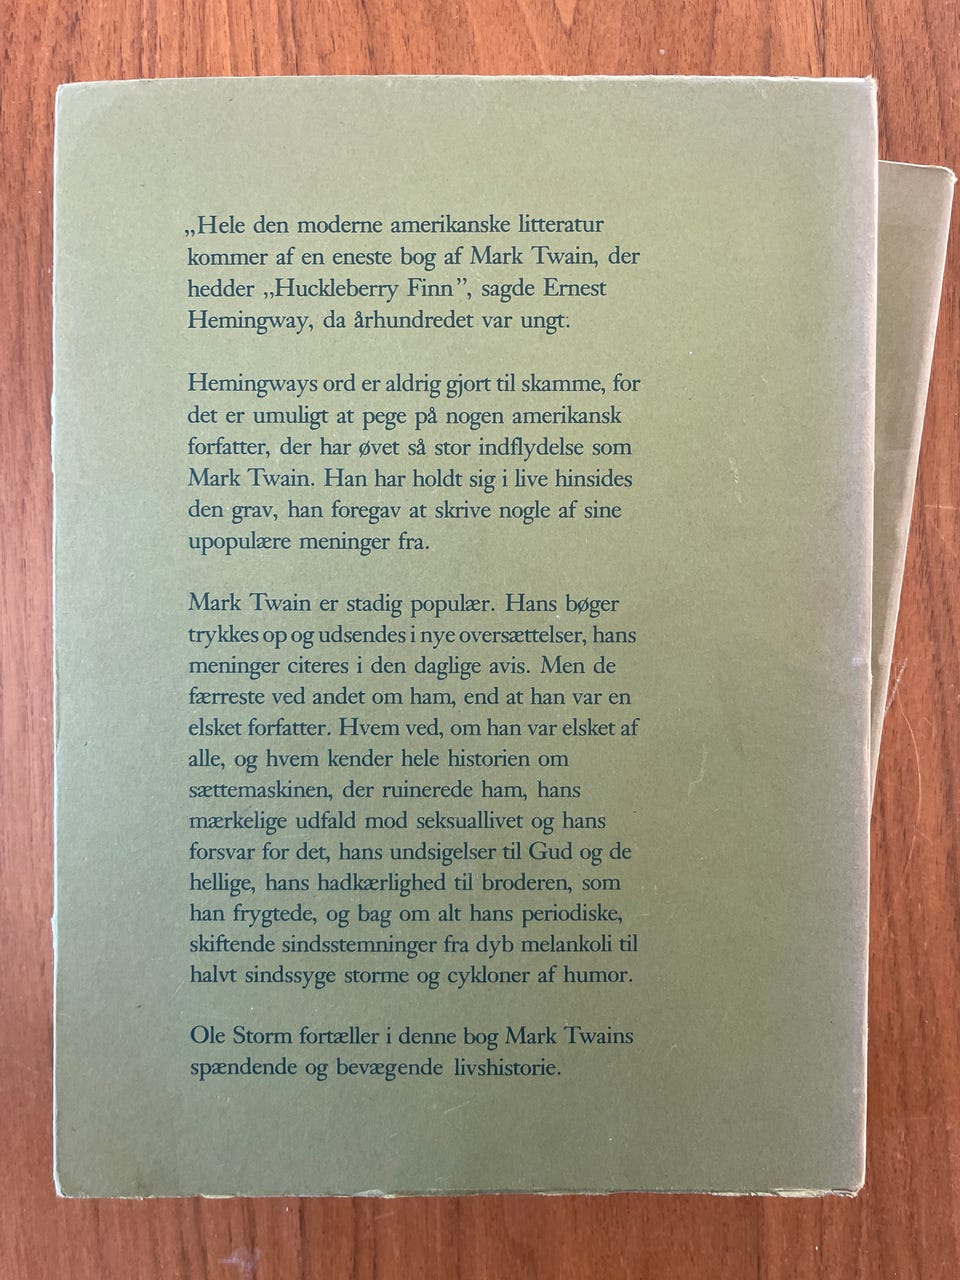 „Hele den moderne amerikanske litteratur
kommer af en eneste bog af Mark Twain, der
hedder „Huckleberry Finn”, sagde Ernest
Hemingway, da århundredet var ungt.
Hemingways ord er aldrig gjort til skamme, for
det er umuligt at pege på nogen amerikansk
forfatter, der har øvet så stor indflydelse som
Mark Twain. Han har holdt sig i live hinsides
den grav, han foregav at skrive nogle af sine
upopulære meninger fra.
Mark Twain er stadig populær. Hans bøger
trykkes op og udsendes i nye oversættelser, hans
meninger citeres i den daglige avis. Men de
færreste ved andet om ham, end at han var en
elsket forfatter. Hvem ved, om han var elsket af
alle, og hvem kender hele historien om
sættemaskinen, der ruinerede ham, hans
mærkelige udfald mod seksuallivet og hans
forsvar for det, hans undsigelser til Gud og de
hellige, hans hadkærlighed til broderen, som
han frygtede, og bag om alt hans periodiske,
skiftende sindsstemninger fra dyb melankoli til
halvt sindssyge storme og cykloner af humor.
Ole Storm fortæller i denne bog Mark Twains
spændende og bevægende livshistorie.